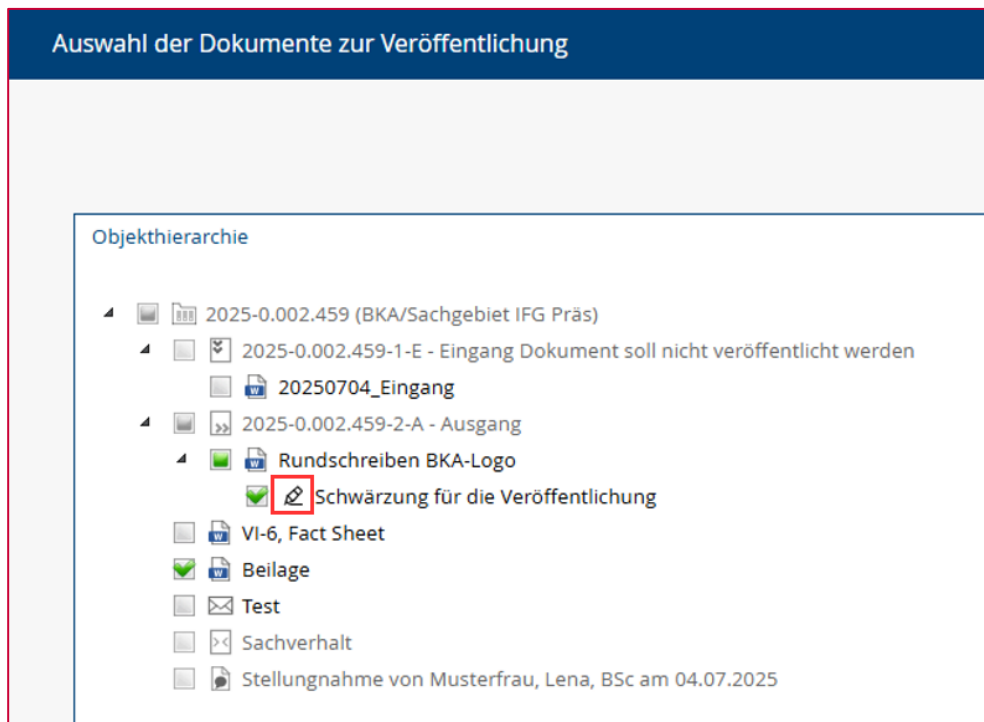 Auswahl der Dokumente zur Veröffentlichung
Objekthierarchie
2025-0.002.459 (BKA/Sachgebiet IFG Präs)
2025-0.002.459-1-E - Eingang Dokument soll nicht veröffentlicht werden
20250704_Eingang
2025-0.002.459-2-A - Ausgang
Rundschreiben BKA-Logo
Schwärzung für die Veröffentlichung
VI-6, Fact Sheet
Beilage
Test
Sachverhalt
Stellungnahme von Musterfrau, Lena, BSc am 04.07.2025